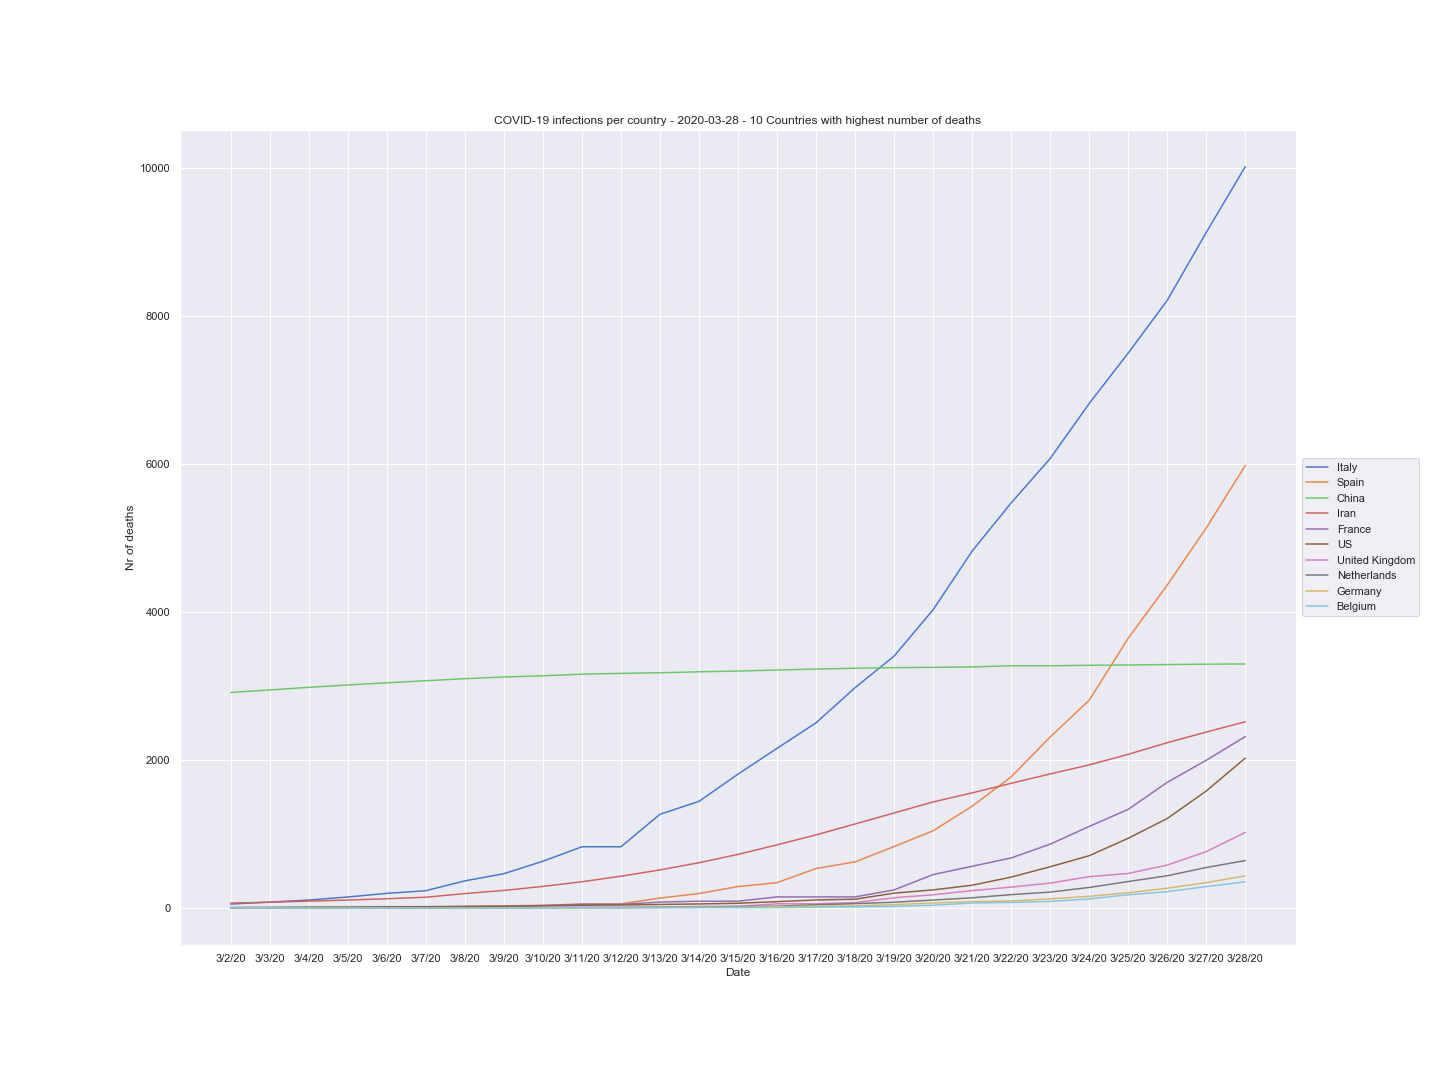 COVID-19 infections per country - 2020-03-28 - 10 Countries with highest number of deaths
10000
8000
6000
4000
2000
0
Nr of deaths
Italy
Spain
China
Iran
France
US
United Kingdom
Netherlands
Germany
Belgium
3/2/20 3/3/20 3/4/20 3/5/20 3/6/20 3/7/20 3/8/20 3/9/20 3/10/20 3/11/20 3/12/20 3/13/20 3/14/20 3/15/20 3/16/20 3/17/20 3/18/20 3/19/20 3/20/20 3/21/20 3/22/20 3/23/20 3/24/20 3/25/20 3/26/20 3/27/20 3/28/20
Date